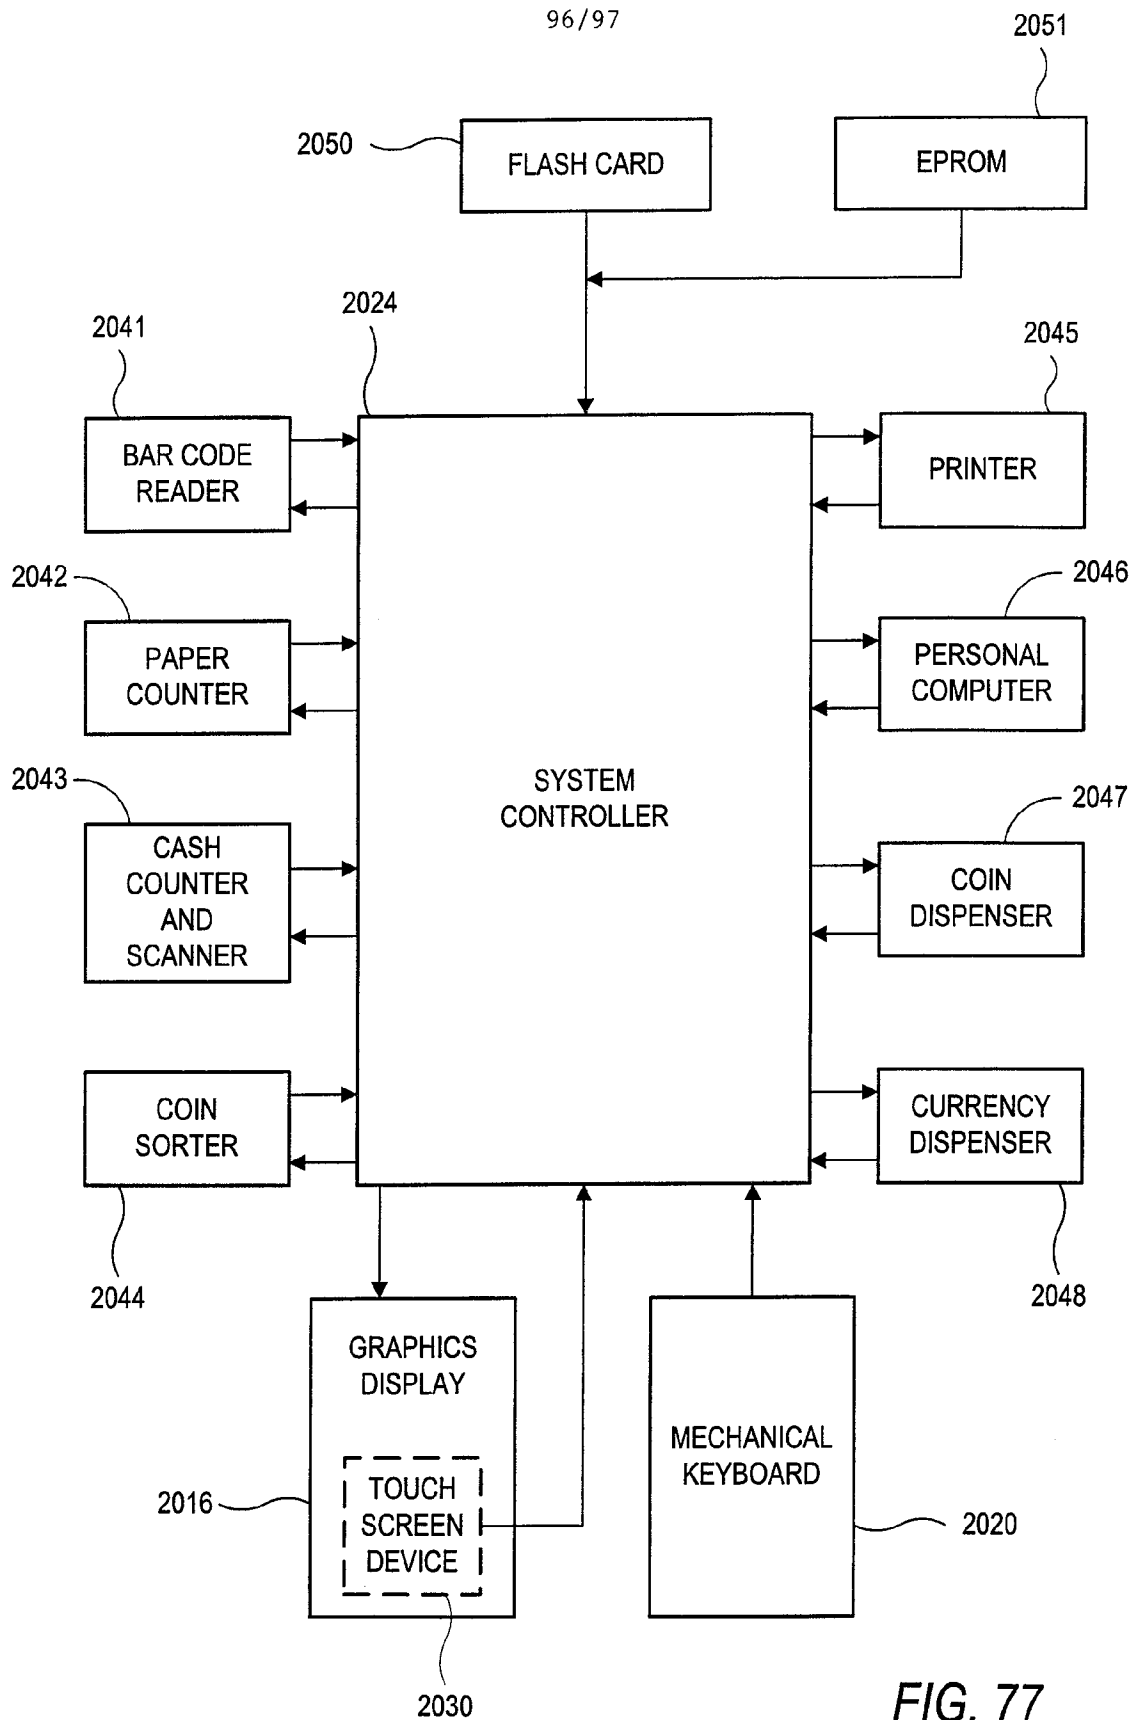 96/97
2051
2050
FLASH CARD
EPROM
2024
2041
2045
BAR CODE
READER
PRINTER
2042
2046
PAPER
COUNTER
PERSONAL
COMPUTER
SYSTEM
CONTROLLER
2043
2047
CASH
COUNTER
AND
SCANNER
COIN
DISPENSER
COIN
SORTER
CURRENCY
DISPENSER
2044
2048
GRAPHICS
DISPLAY
MECHANICAL
KEYBOARD
2016
TOUCH
SCREEN
DEVICE
2020
2030
FIG. 77